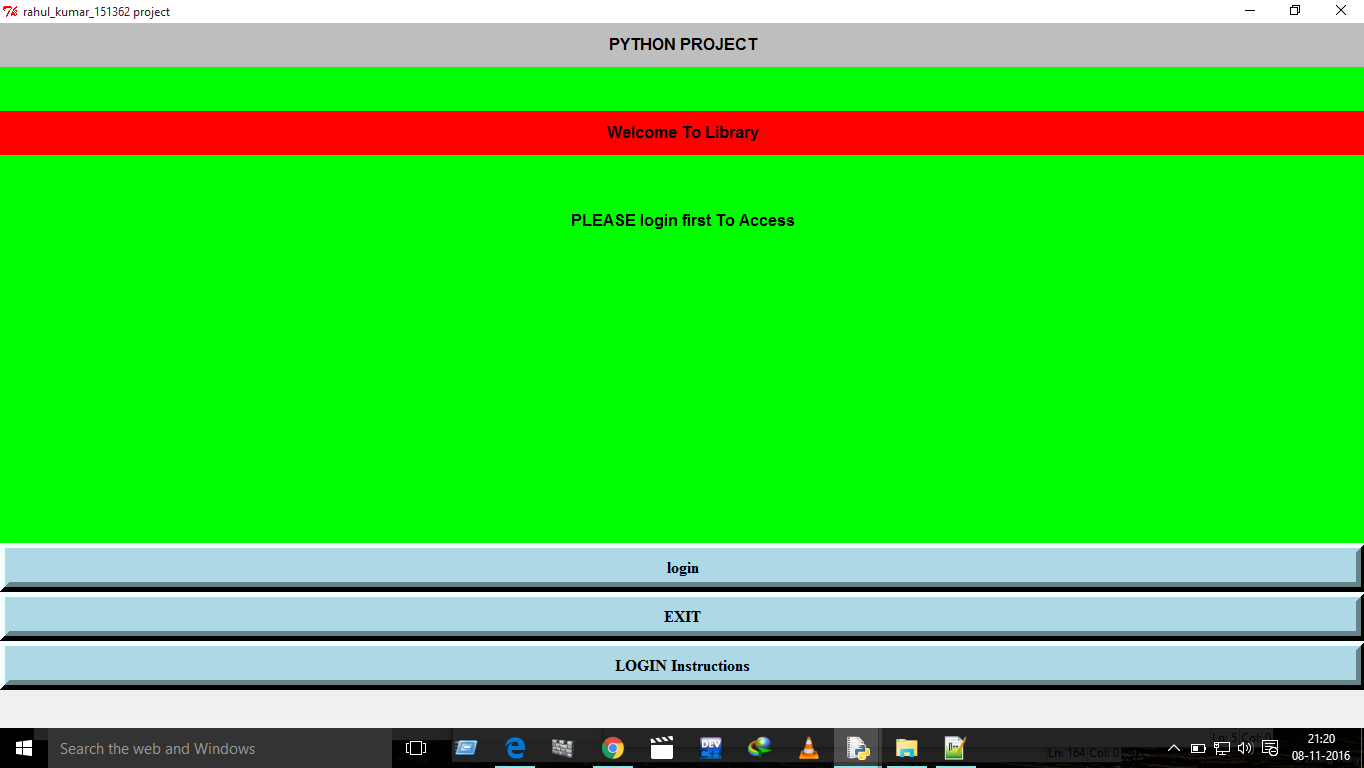 rahul_kumar_151362 project
PYTHON PROJECT
Welcome To Library
PLEASE login first To Access
login
EXIT
LOGIN Instructions
Search the web and Windows
DEV
C++
Ln: 164 Col: 0
Ln: 5 Col: 0
21:20
08-11-2016